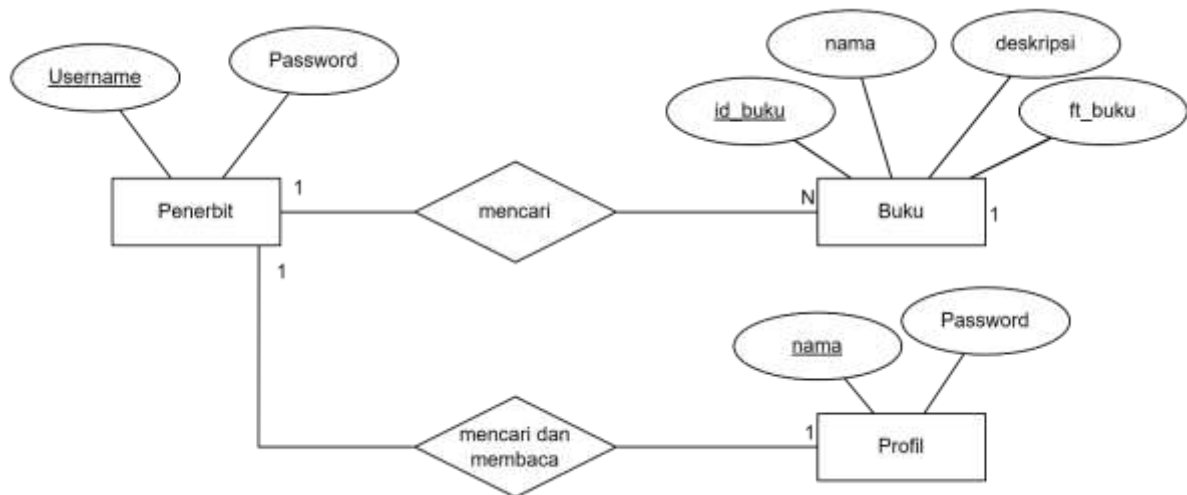 Username
Password
nama
deskripsi
id_buku
ft_buku
Penerbit
1
mencari
N
Buku
1
1
nama
Password
mencari dan
membaca
1
Profil